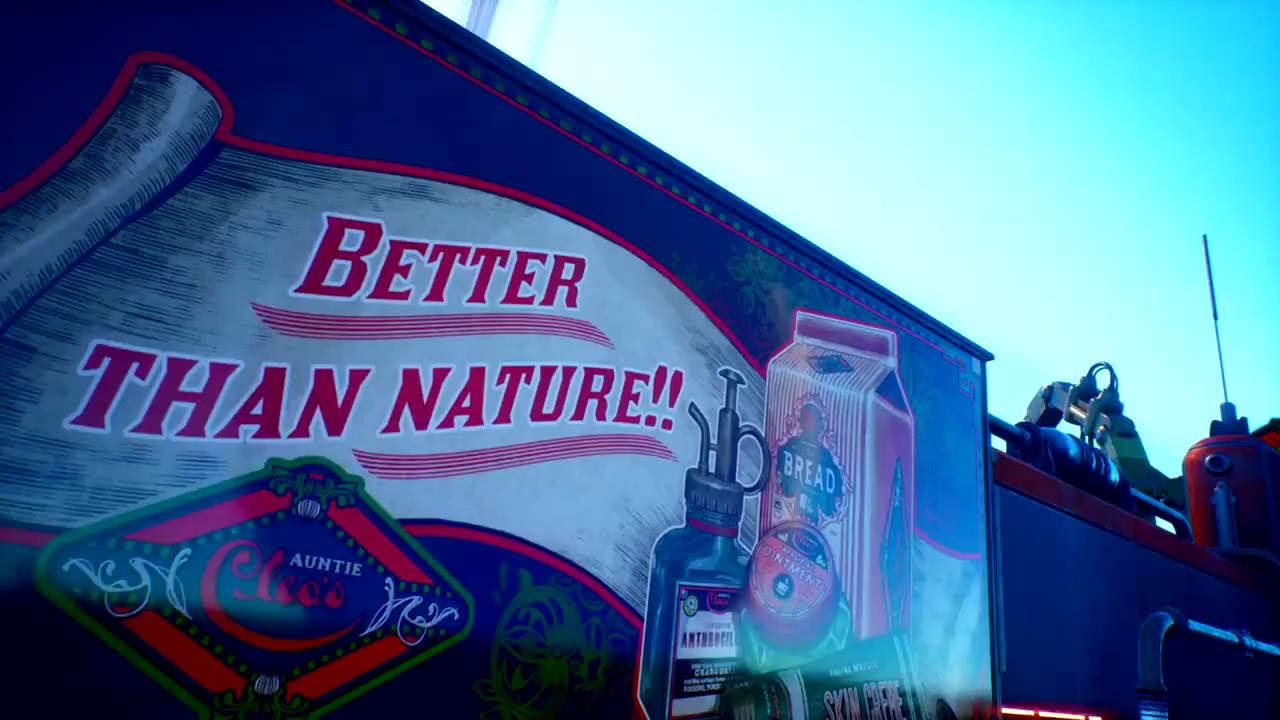 BETTER
THAN NATURE!!
AUNTIE
Cleo's
BREAD
OINTMENT
SKIN CREME